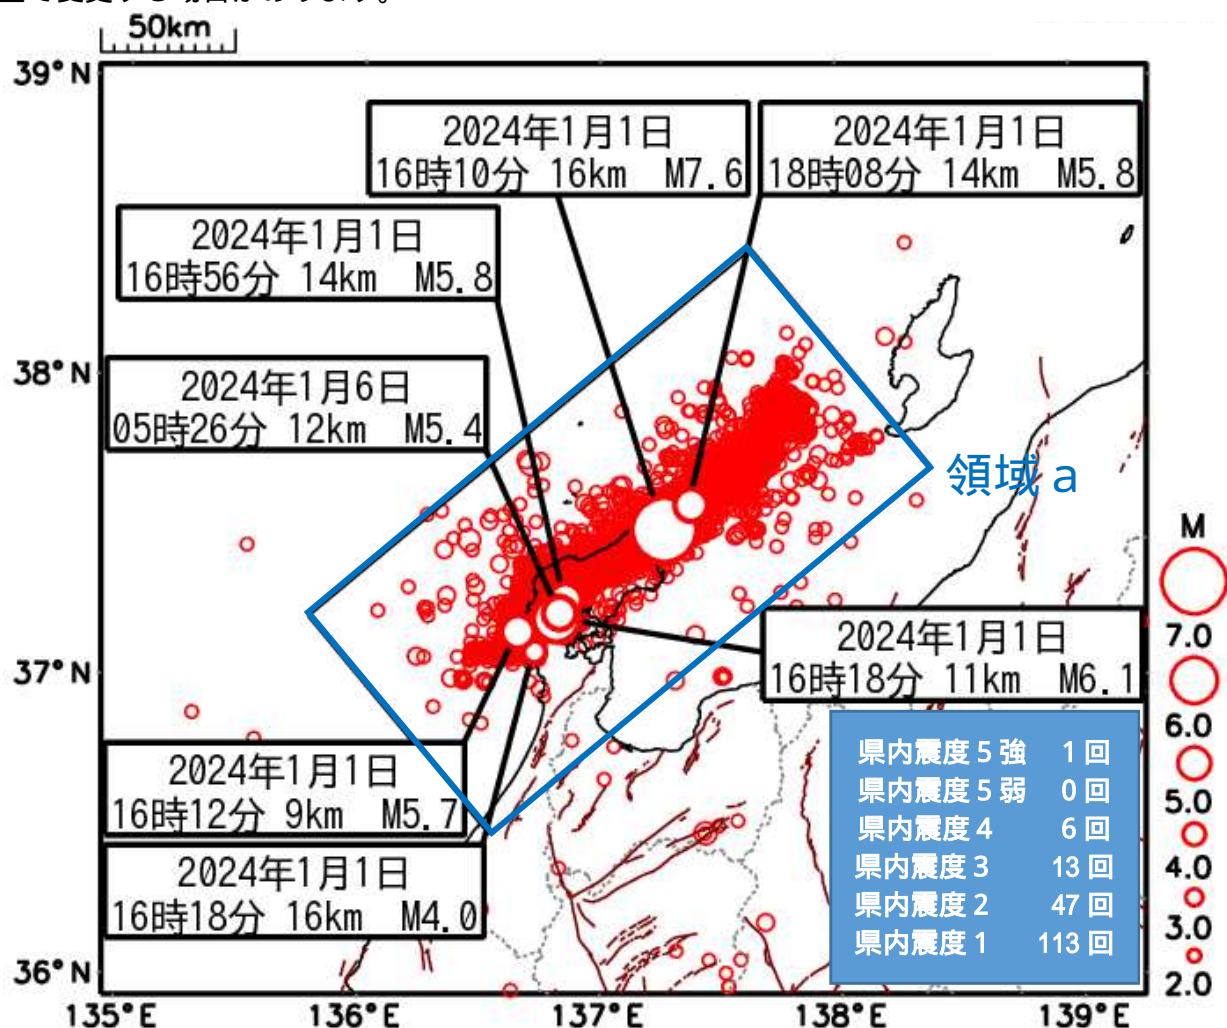 50km
39°N
38°N
37°N
36°N
135°E
136°E
137°E
138°E
139°E
2024年1月1日
16時10分 16km M7.6
2024年1月1日
18時08分 14km M5.8
2024年1月1日
16時56分 14km M5.8
2024年1月6日
05時26分 12km M5.4
領域a
2024年1月1日
16時18分 11km M6.1
2024年1月1日
16時12分 9km M5.7
2024年1月1日
16時18分 16km M4.0
県内震度5強 1回
県内震度5弱 0回
県内震度4 6回
県内震度3 13回
県内震度2 47回
県内震度1 113回
M
7.0
6.0
5.0
4.0
3.0
2.0